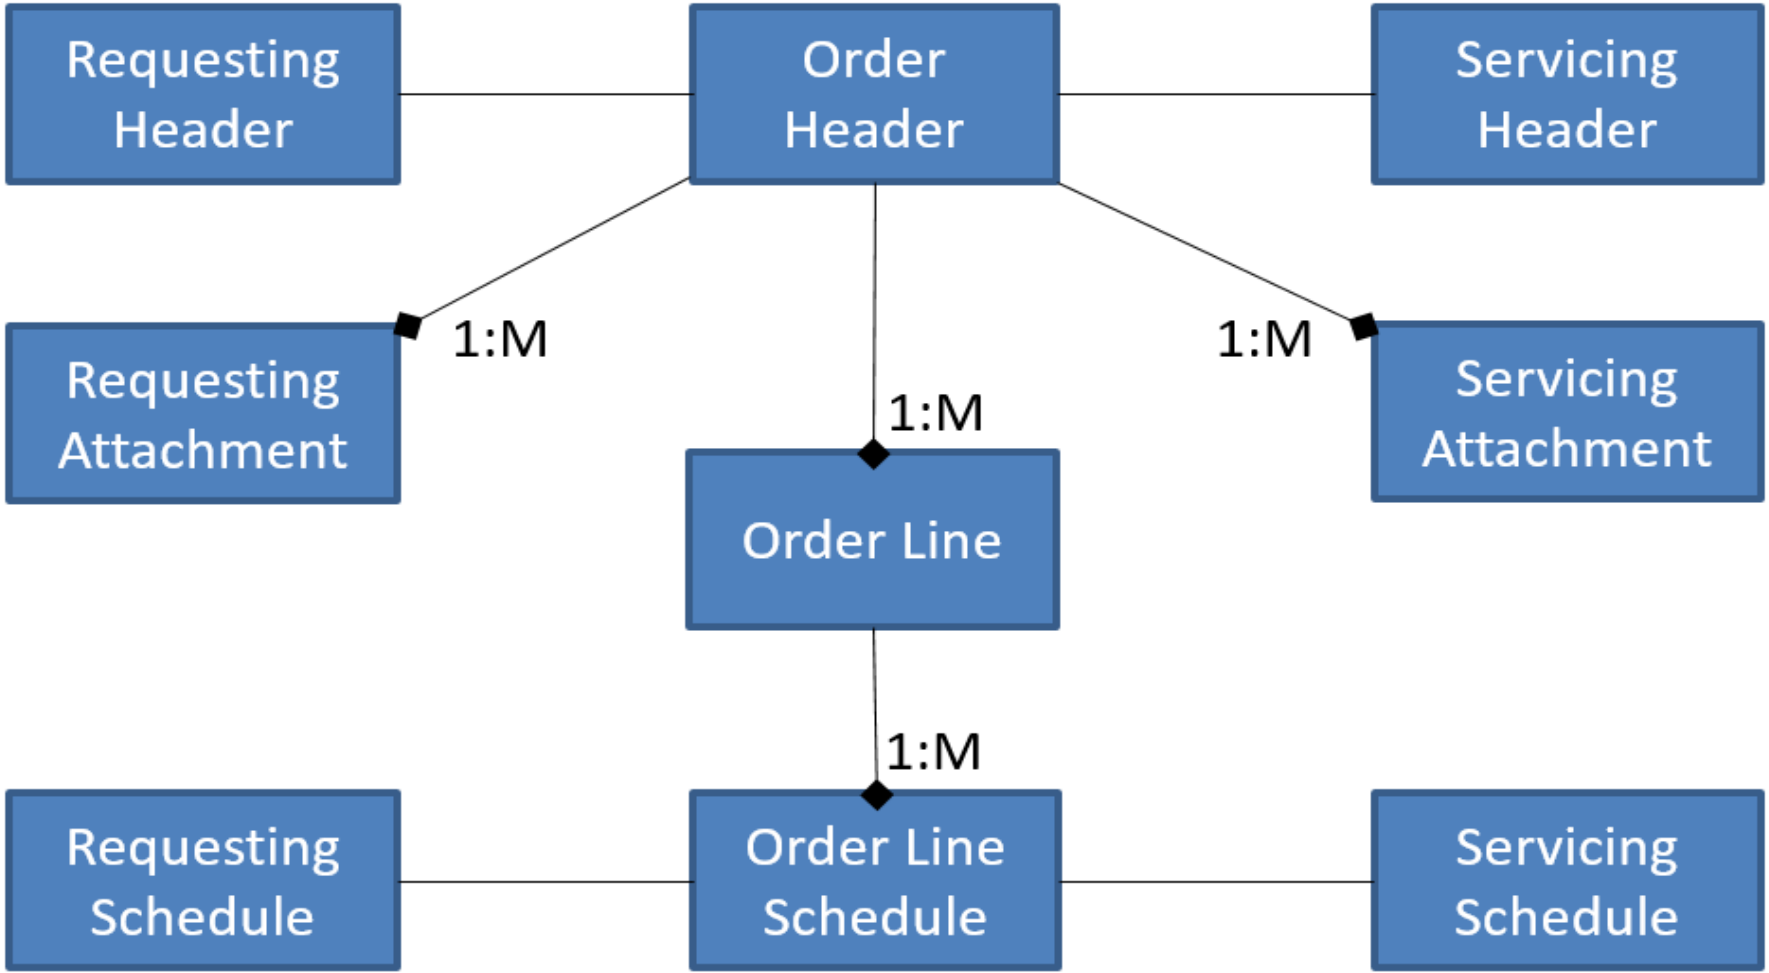 Requesting
Header
Order
Header
Servicing
Header
Requesting
Attachment
1:M
1:M
1:M
Servicing
Attachment
Order Line
1:M
Requesting
Schedule
Order Line
Schedule
Servicing
Schedule